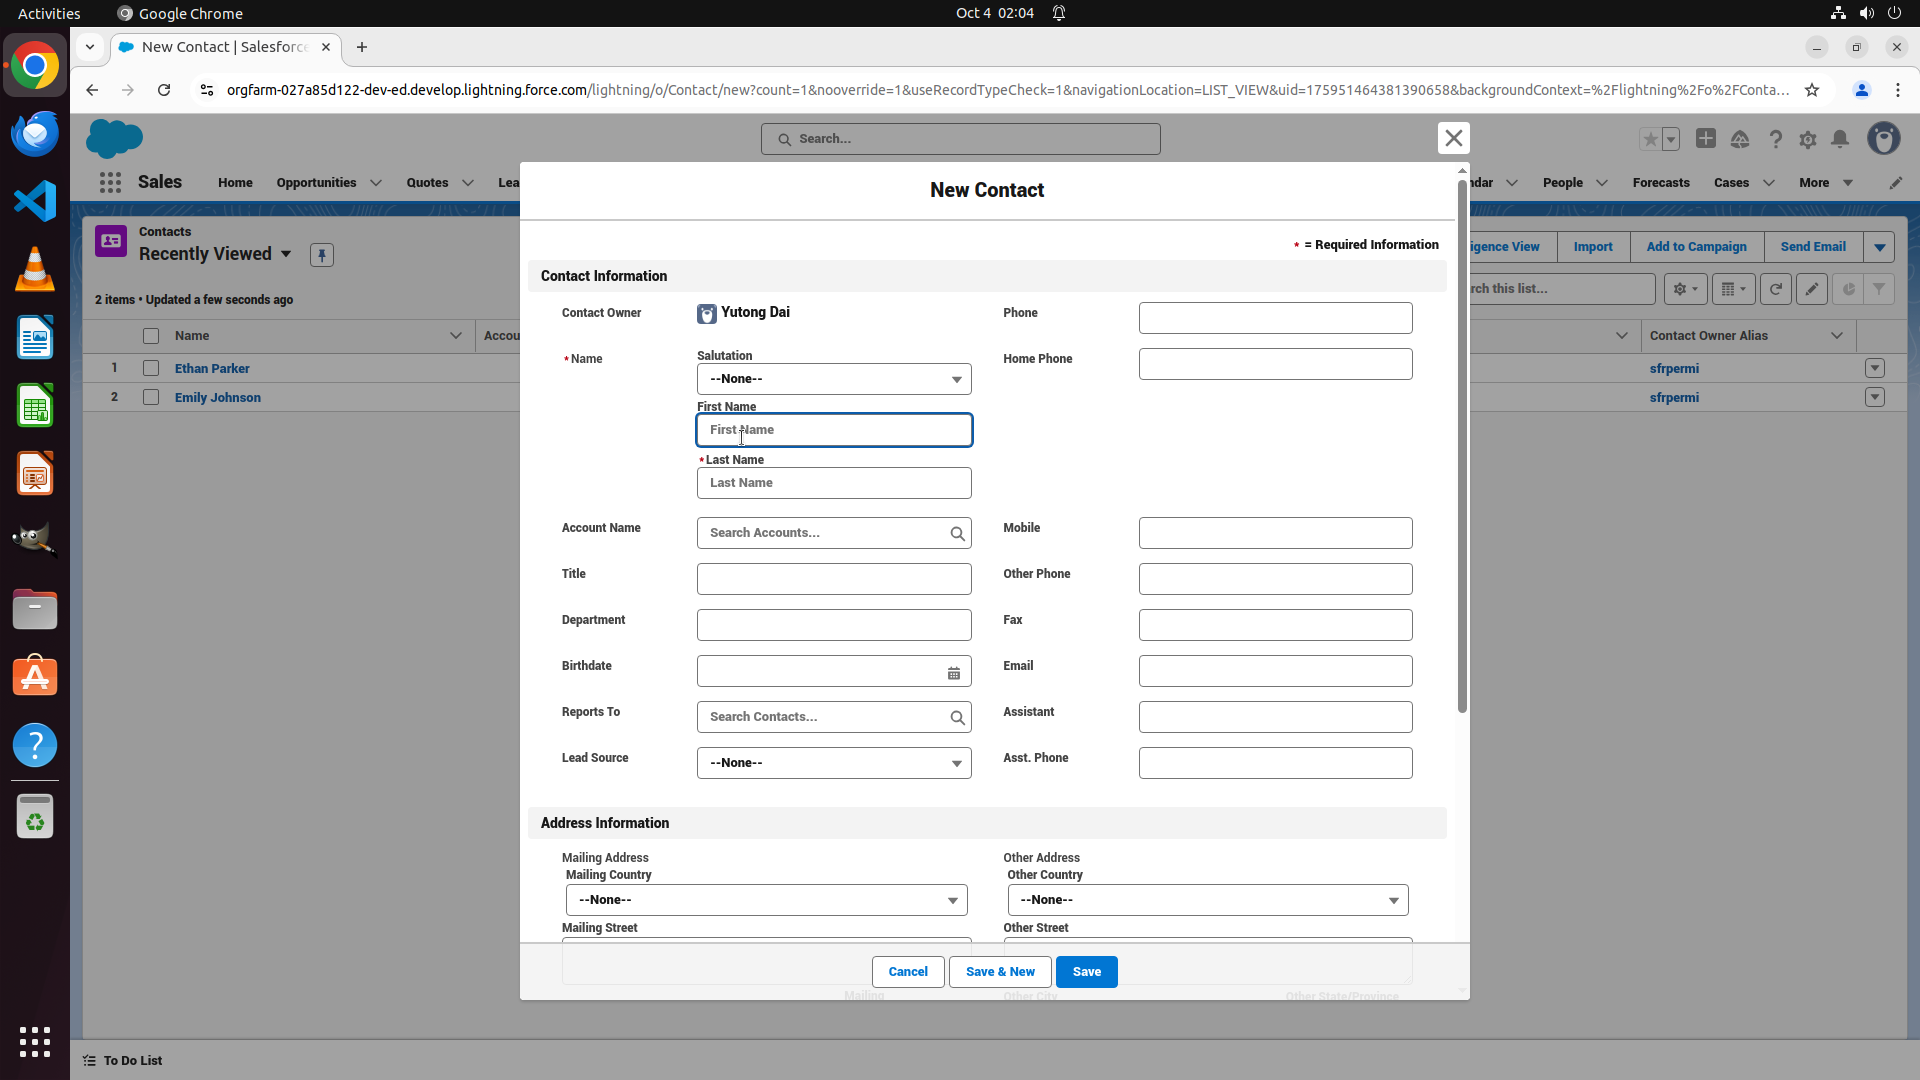 Activities
Google Chrome
Oct 4 02:04
New Contact | Salesforce
orgfarm-027a85d122-dev-ed.develop.lightning.force.com/lightning/o/Contact/new?count=1&nooverride=1&useRecordTypeCheck=1&navigationLocation=LIST_VIEW&uid=175951464381390658&backgroundContext=%2Flightning%2Fo%2FConta...
Search...
Sales
Home
Opportunities
Quotes
Lea
ndar
People
Forecasts
Cases
More
New Contact
Contacts
Recently Viewed
igence View
Import
Add to Campaign
Send Email
* = Required Information
Contact Information
2 items • Updated a few seconds ago
rch this list...
Name
Accou
Contact Owner Alias
1
Ethan Parker
sfrpermi
2
Emily Johnson
sfrpermi
Contact Owner
Yutong Dai
Phone
* Name
Salutation
--None--
Home Phone
First Name
First Name
* Last Name
Last Name
Account Name
Search Accounts...
Mobile
Title
Other Phone
Department
Fax
Birthdate
Email
Reports To
Search Contacts...
Assistant
Lead Source
--None--
Asst. Phone
Address Information
Mailing Address
Other Address
Mailing Country
Other Country
--None--
--None--
Mailing Street
Other Street
Cancel
Save & New
Save
Mailing
Other City
Other State/Province
To Do List